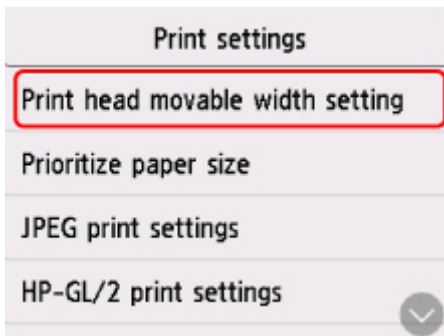 Print settings
Print head movable width setting
Prioritize paper size
JPEG print settings
HP-GL/2 print settings